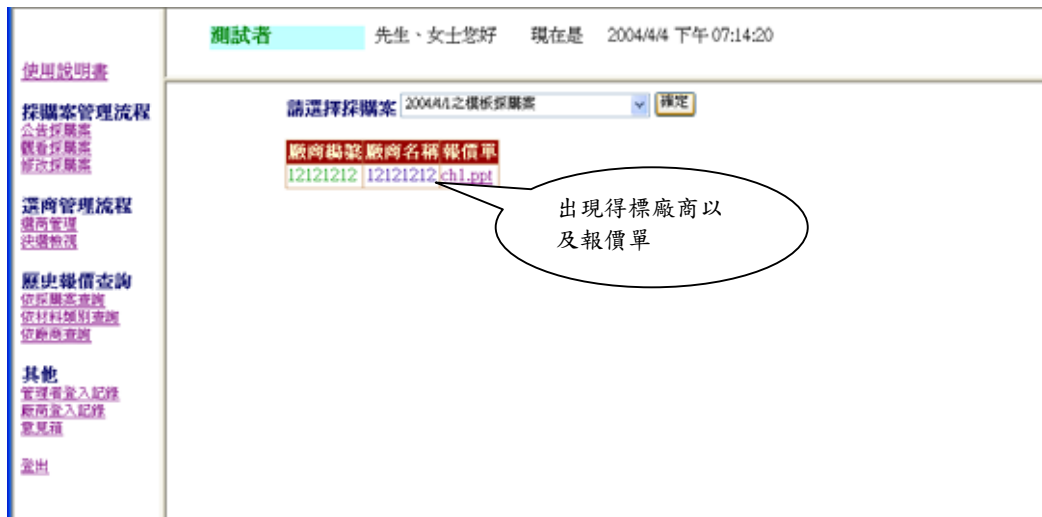 測試者 先生、女士您好 現在是 2004/4/4 下午 07:14:20
使用說明書
採購案管理流程
公告採購案
觀看採購案
修改採購案
選商管理流程
選商管理
決選檢視
歷史報價查詢
依採購案查詢
依材料類別查詢
依廠商查詢
其他
管理者登入記錄
廠商登入記錄
意見箱
登出
請選擇採購案 2004/4/1之模板採購案 確定
廠商編號 廠商名稱 報價單
12121212 12121212 ch1.ppt
出現得標廠商以
及報價單